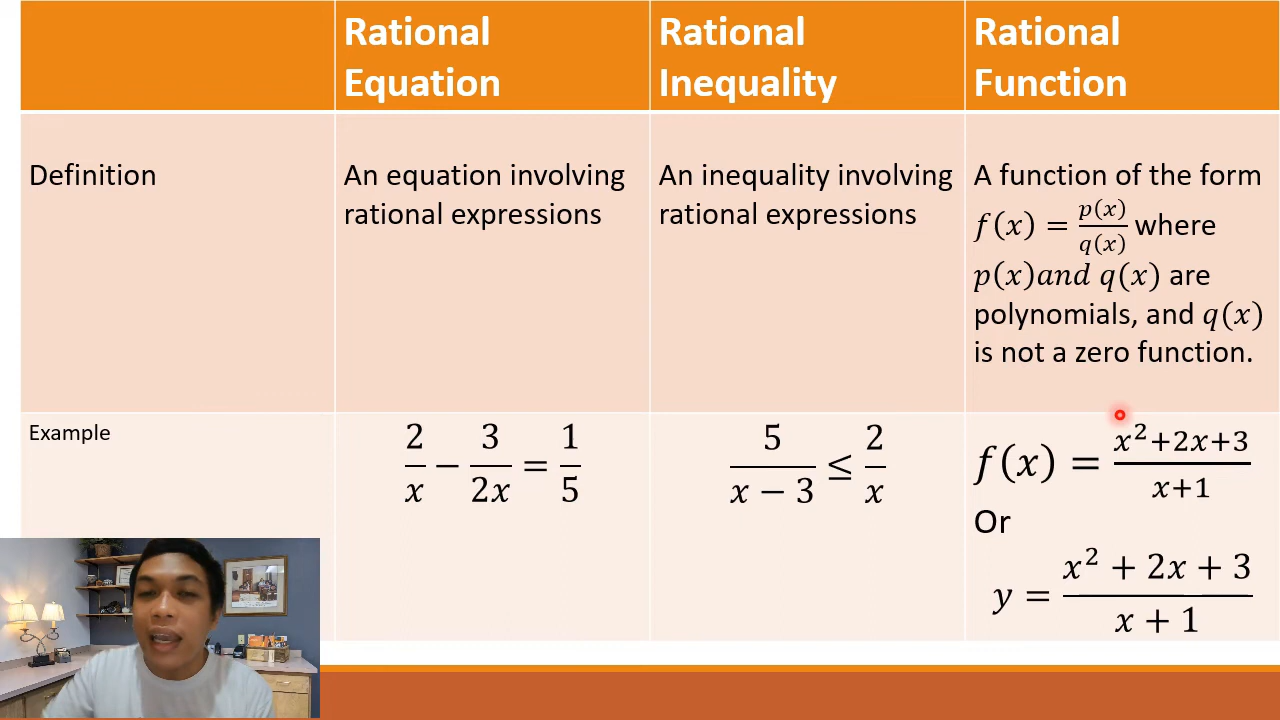 Rational Equation
Rational Inequality
Rational Function
Definition
An equation involving
rational expressions
An inequality involving
rational expressions
A function of the form
f(x) = p(x)/q(x) where
p(x)and q(x) are
polynomials, and q(x)
is not a zero function.
Example
2/x − 3/2x = 1/5
5/(x − 3) ≤ 2/x
f(x) = (x²+2x+3)/(x+1)
Or
y = (x² + 2x + 3)/(x + 1)